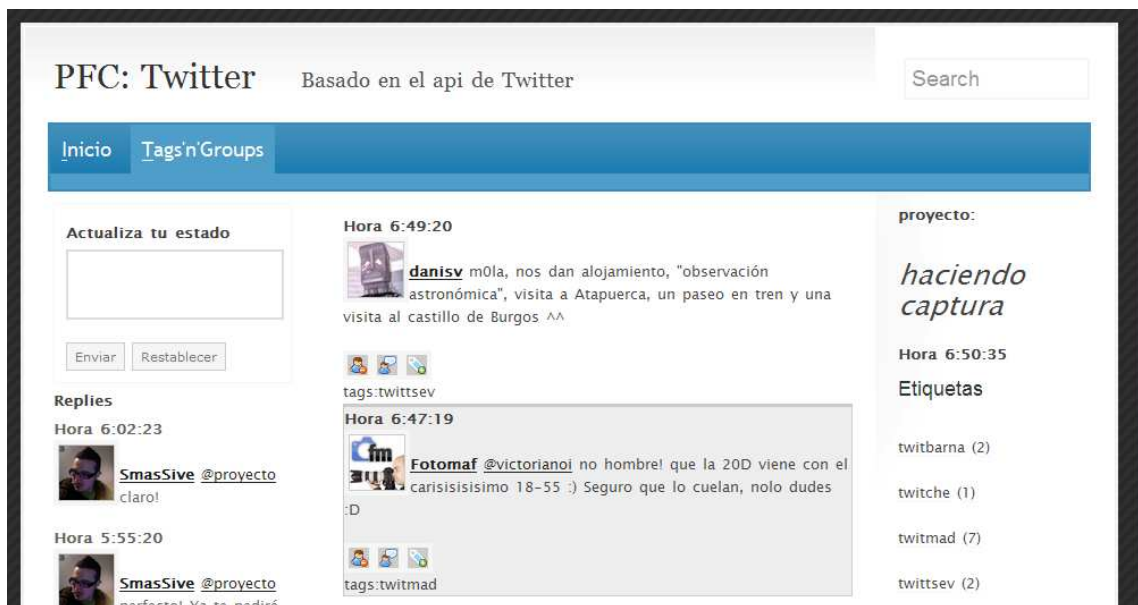 PFC: Twitter
Basado en el api de Twitter
Search
Inicio
Tags'n'Groups
Actualiza tu estado
Enviar
Restablecer
Replies
Hora 6:02:23
SmasSive @proyecto
claro!
Hora 5:55:20
SmasSive @proyecto
perfecto! Ya te pediré
Hora 6:49:20
danisv m0la, nos dan alojamiento, "observación
astronómica", visita a Atapuerca, un paseo en tren y una
visita al castillo de Burgos ^^
tags:twittsev
Hora 6:47:19
fm
Fotomaf @victorianoi no hombre! que la 20D viene con el
carisisisisimo 18-55 :) Seguro que lo cuelan, nolo dudes
:D
tags:twitmad
proyecto:
haciendo
captura
Hora 6:50:35
Etiquetas
twitbarna (2)
twitche (1)
twitmad (7)
twittsev (2)